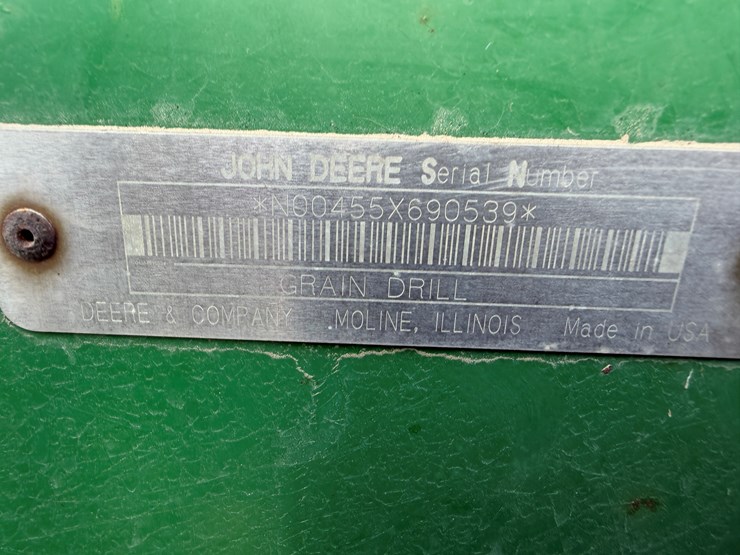 JOHN DEERE Serial Number
*N00455X690539*
GRAIN DRILL
DEERE & COMPANY MOLINE, ILLINOIS Made in USA